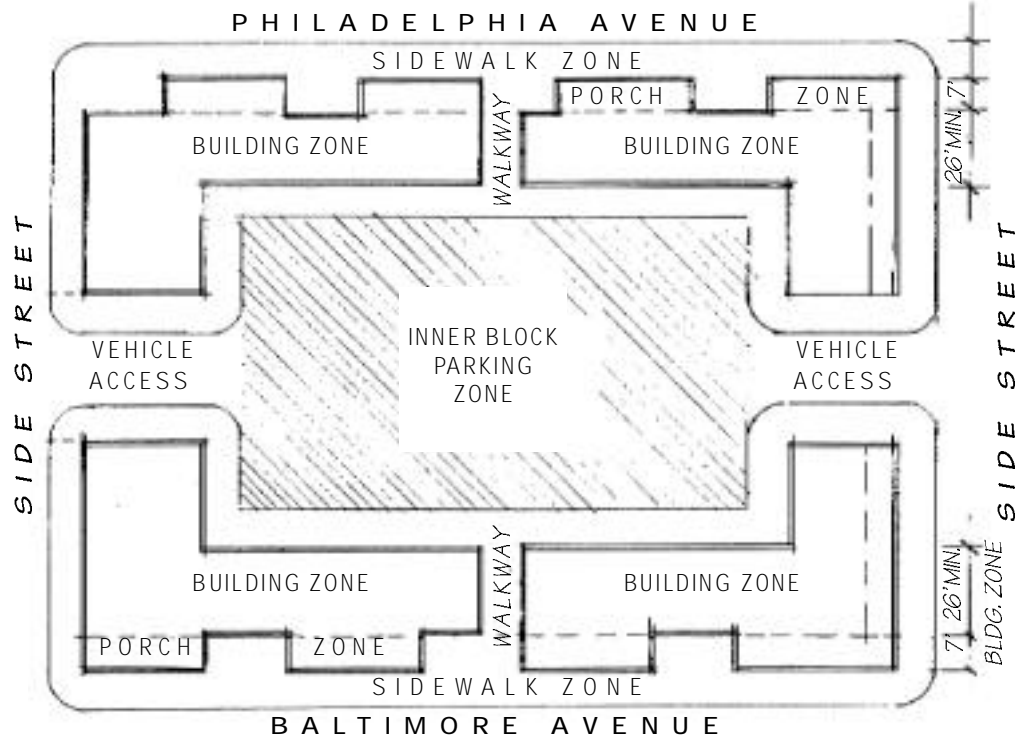 PHILADELPHIA AVENUE
SIDEWALK ZONE
PORCH ZONE
7'
BUILDING ZONE
WALKWAY
BUILDING ZONE
26'MIN.
SIDE STREET
SIDE STREET
VEHICLE
ACCESS
INNER BLOCK
PARKING
ZONE
VEHICLE
ACCESS
BUILDING ZONE
WALKWAY
BUILDING ZONE
26'MIN.
BLDG. ZONE
PORCH ZONE
7'
SIDEWALK ZONE
BALTIMORE AVENUE